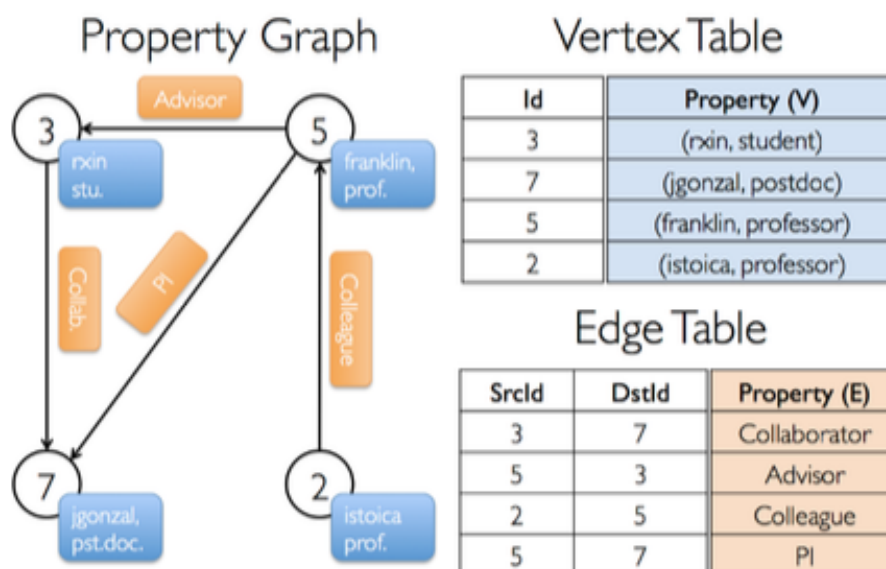 Property Graph
Advisor
3
5
rxin
stu.
franklin,
prof.
Collab.
PI
Colleague
7
2
jgonzal,
pst.doc.
istoica
prof.
Vertex Table
Id Property (V)
3 (rxin, student)
7 (jgonzal, postdoc)
5 (franklin, professor)
2 (istoica, professor)
Edge Table
SrcId DstId Property (E)
3 7 Collaborator
5 3 Advisor
2 5 Colleague
5 7 PI